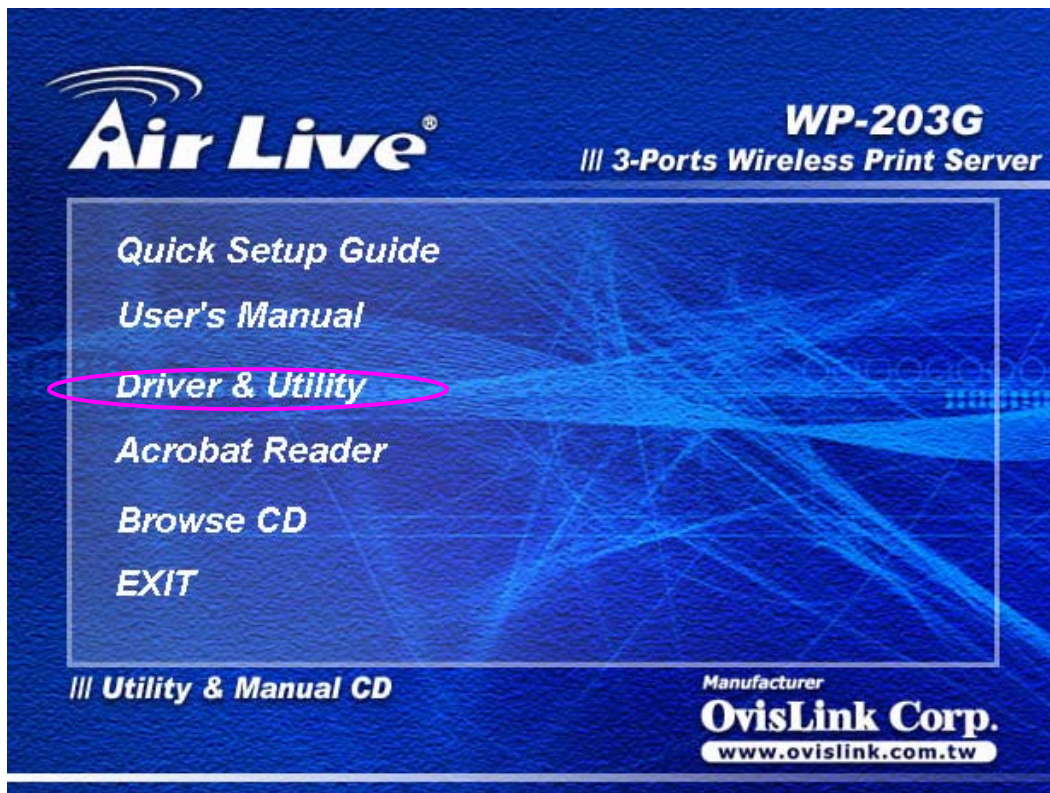 Air Live®
WP-203G
/// 3-Ports Wireless Print Server
Quick Setup Guide
User's Manual
Driver & Utility
Acrobat Reader
Browse CD
EXIT
/// Utility & Manual CD
Manufacturer
OvisLink Corp.
www.ovislink.com.tw